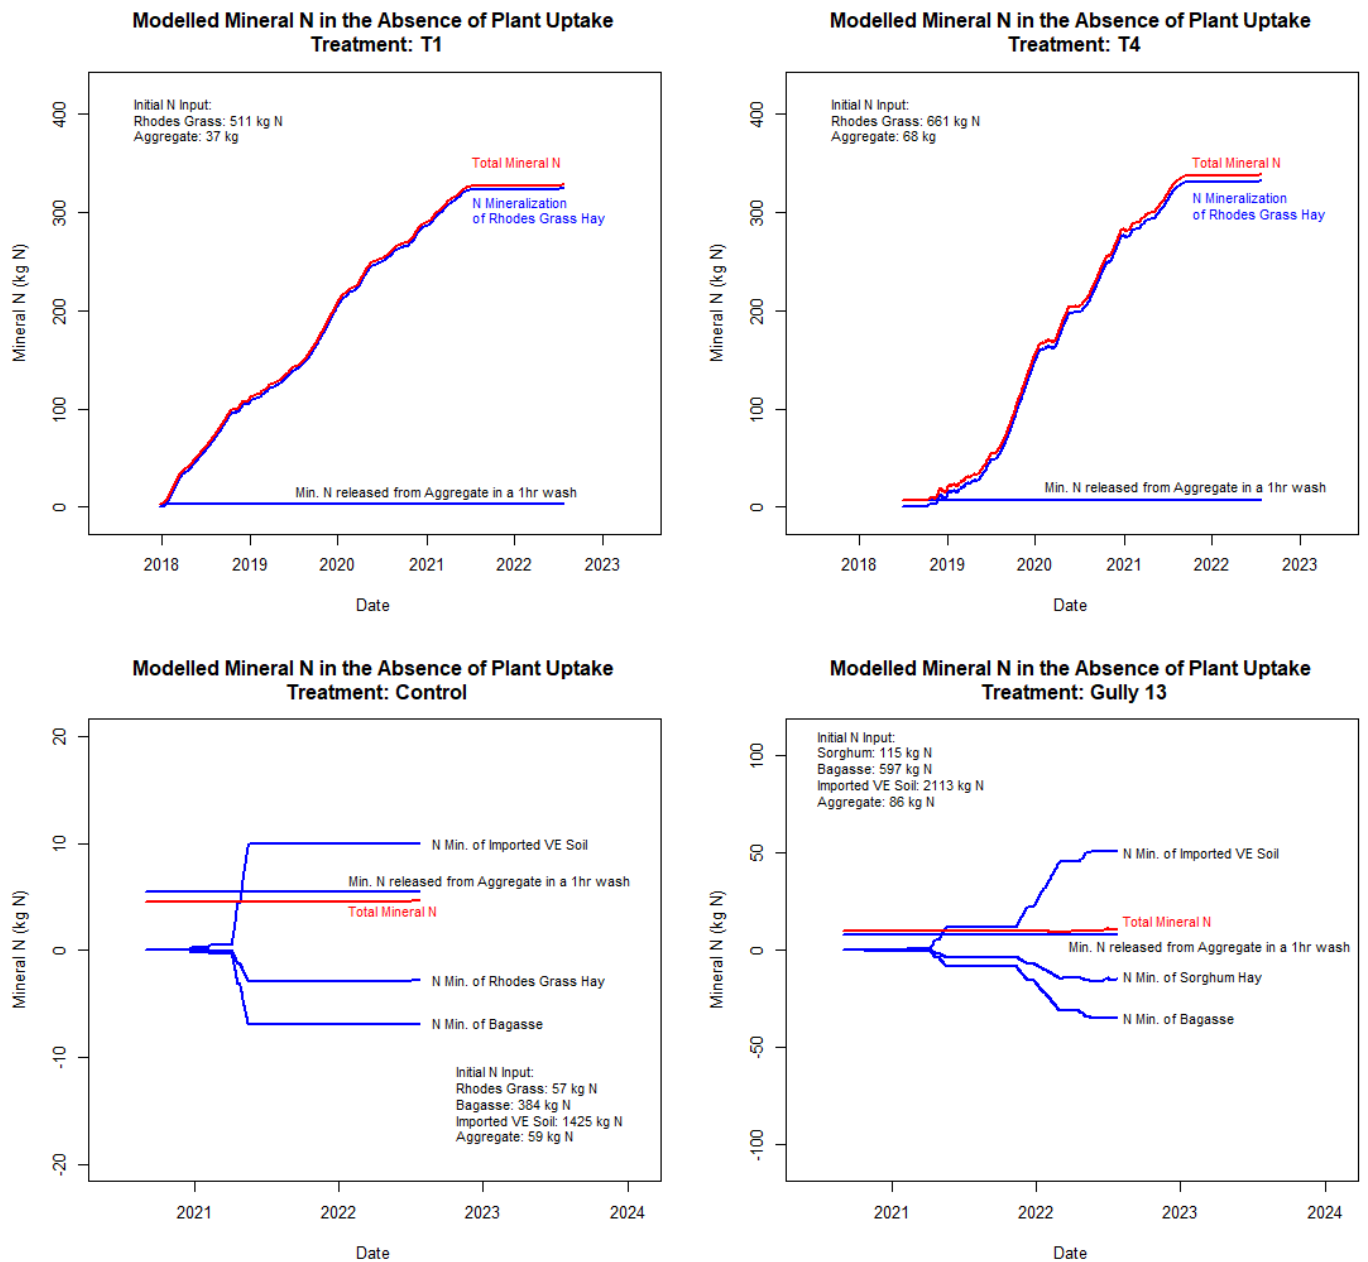 Modelled Mineral N in the Absence of Plant Uptake
Treatment: T1
Initial N Input:
Rhodes Grass: 511 kg N
Aggregate: 37 kg
Total Mineral N
N Mineralization
of Rhodes Grass Hay
Min. N released from Aggregate in a 1hr wash
Mineral N (kg N)
400
300
200
100
0
2018
2019
2020
2021
2022
2023
Date
Modelled Mineral N in the Absence of Plant Uptake
Treatment: T4
Initial N Input:
Rhodes Grass: 661 kg N
Aggregate: 68 kg
Total Mineral N
N Mineralization
of Rhodes Grass Hay
Min. N released from Aggregate in a 1hr wash
Mineral N (kg N)
400
300
200
100
0
2018
2019
2020
2021
2022
2023
Date
Modelled Mineral N in the Absence of Plant Uptake
Treatment: Control
N Min. of Imported VE Soil
Min. N released from Aggregate in a 1hr wash
Total Mineral N
N Min. of Rhodes Grass Hay
N Min. of Bagasse
Initial N Input:
Rhodes Grass: 57 kg N
Bagasse: 384 kg N
Imported VE Soil: 1425 kg N
Aggregate: 59 kg N
Mineral N (kg N)
20
10
0
-10
-20
2021
2022
2023
2024
Date
Modelled Mineral N in the Absence of Plant Uptake
Treatment: Gully 13
Initial N Input:
Sorghum: 115 kg N
Bagasse: 597 kg N
Imported VE Soil: 2113 kg N
Aggregate: 86 kg N
N Min. of Imported VE Soil
Total Mineral N
Min. N released from Aggregate in a 1hr wash
N Min. of Sorghum Hay
N Min. of Bagasse
Mineral N (kg N)
100
50
0
-50
-100
2021
2022
2023
2024
Date